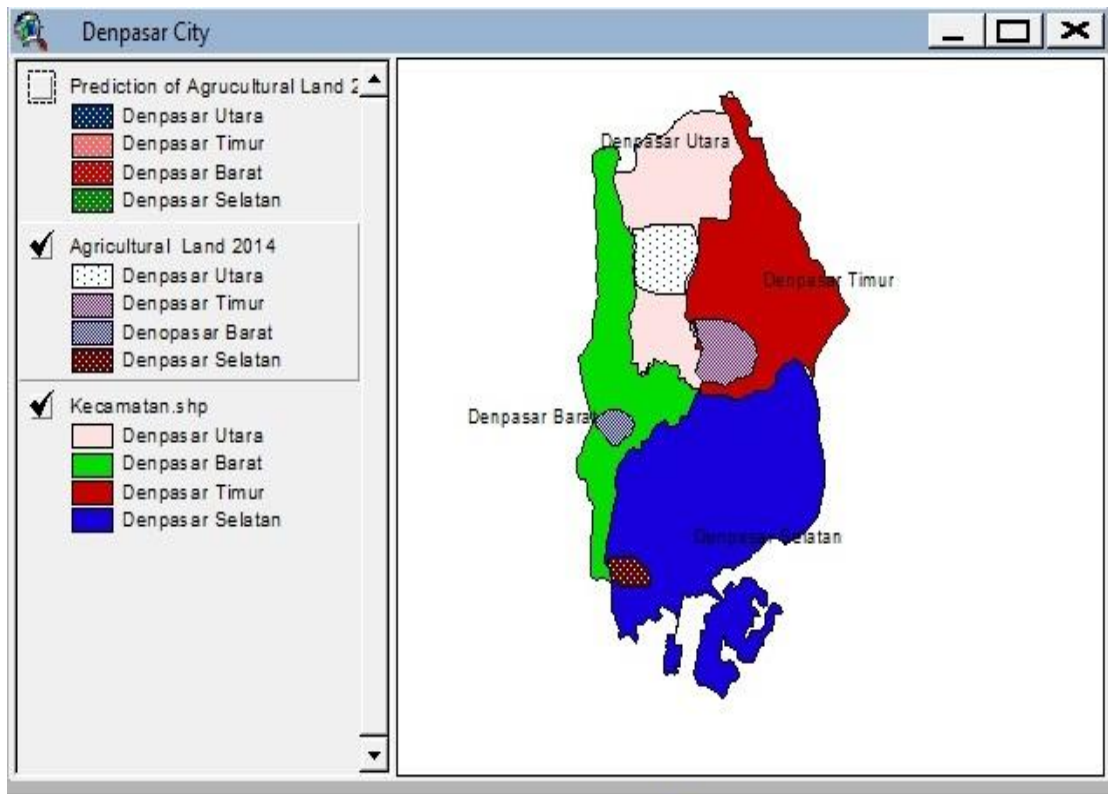 Denpasar City
Prediction of Agrucultural Land 2
Denpasar Utara
Denpasar Timur
Denpasar Barat
Denpasar Selatan
Agricultural Land 2014
Denpasar Utara
Denpasar Timur
Denopasar Barat
Denpasar Selatan
Kecamatan.shp
Denpasar Utara
Denpasar Barat
Denpasar Timur
Denpasar Selatan
Denpasar Utara
Denpasar Timur
Denpasar Barat
Denpasar Selatan